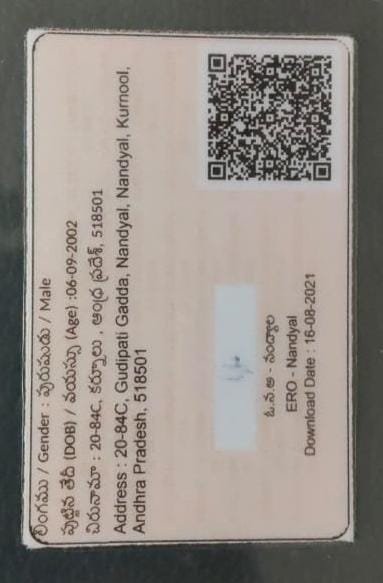 లింగము / Gender : పురుషుడు / Male
పుట్టిన తేదీ (DOB) / వయస్సు (Age) :06-09-2002
చిరునామా : 20-84C, కర్నూలు , ఆంధ్ర ప్రదేశ్, 518501
Address : 20-84C, Gudipati Gadda, Nandyal, Nandyal, Kurnool,
Andhra Pradesh, 518501
ఓ.న.అ - నంద్యాల
ERO - Nandyal
Download Date : 16-08-2021